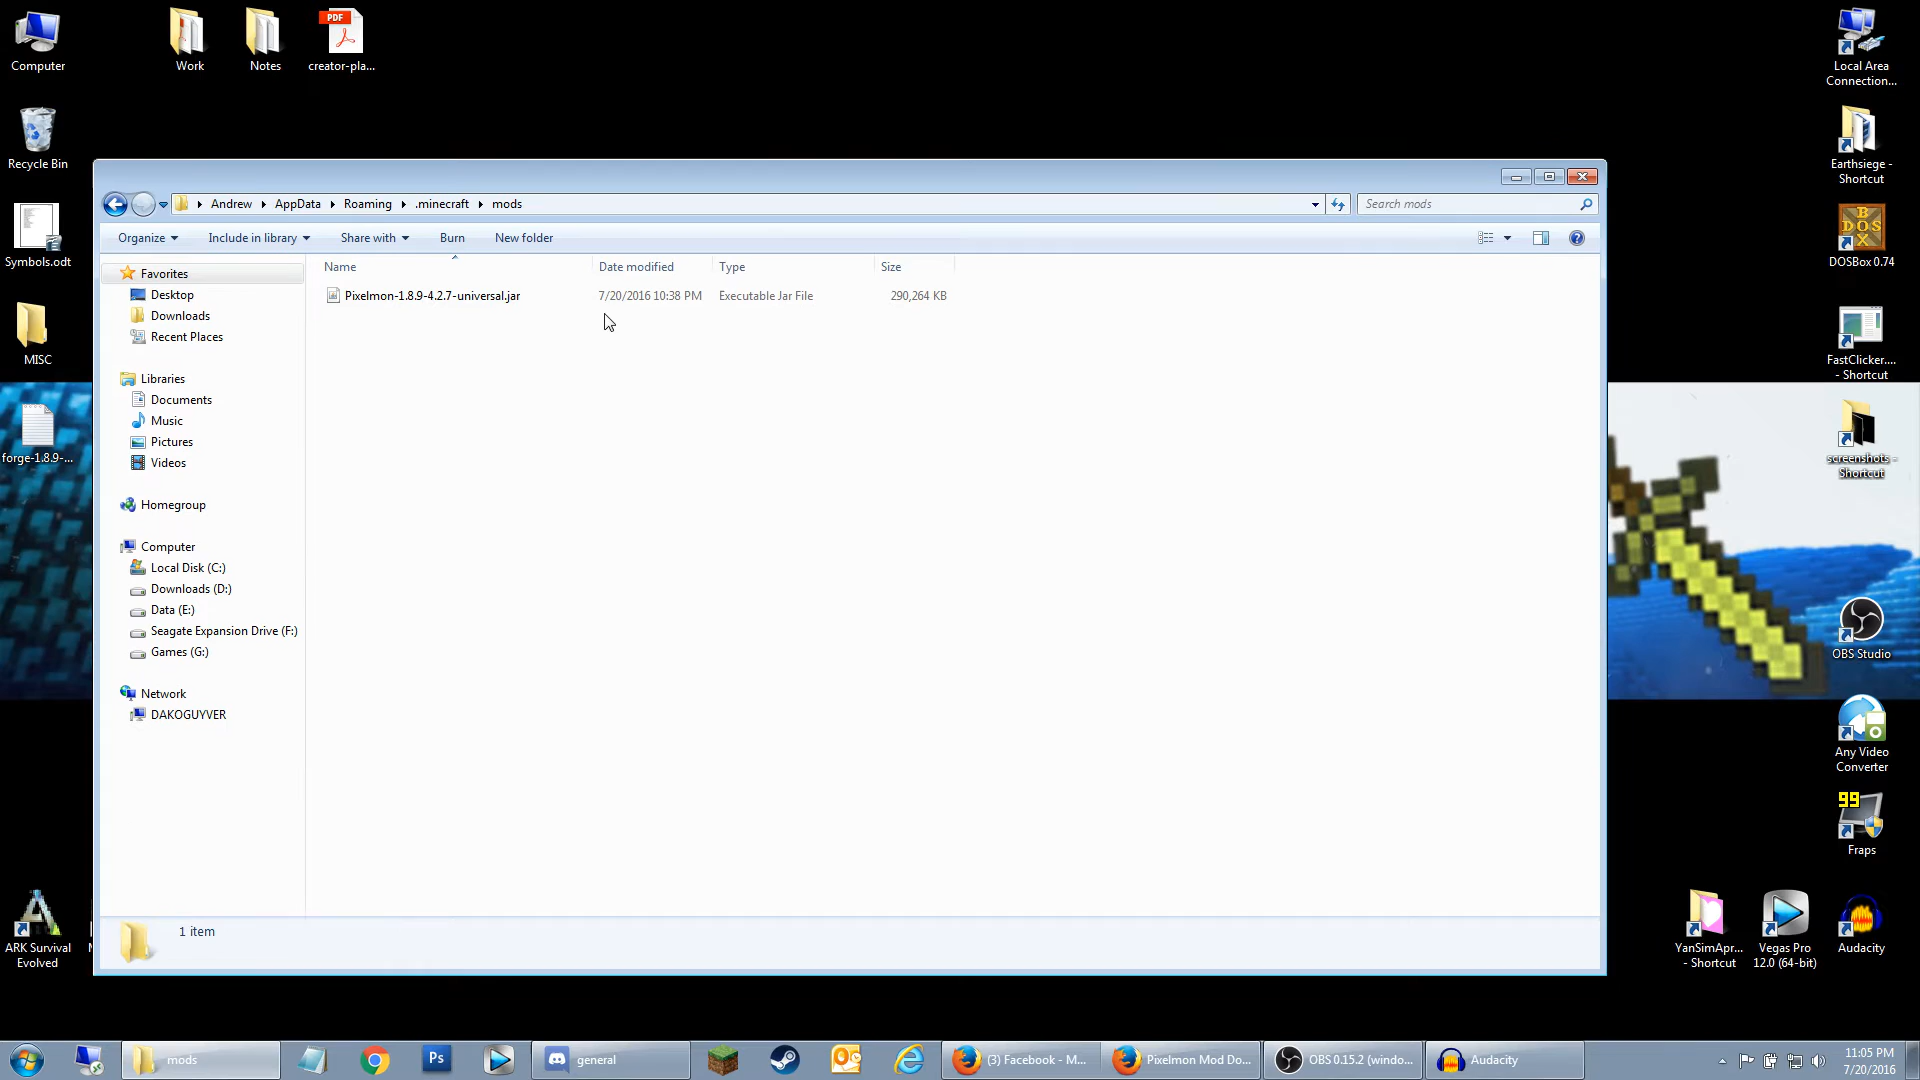 Computer
Work
Notes
PDF
creator-pla...
Local Area
Connection...
Recycle Bin
Earthsiege -
Shortcut
Andrew
AppData
Roaming
.minecraft
mods
Search mods
Organize
Include in library
Share with
Burn
New folder
Symbols.odt
DOSBox 0.74
Name
Date modified
Type
Size
Pixelmon-1.8.9-4.2.7-universal.jar
7/20/2016 10:38 PM
Executable Jar File
290,264 KB
Favorites
Desktop
Downloads
Recent Places
Libraries
Documents
Music
Pictures
Videos
Homegroup
Computer
Local Disk (C:)
Downloads (D:)
Data (E:)
Seagate Expansion Drive (F:)
Games (G:)
Network
DAKOGUYVER
1 item
MISC
FastClicker....
- Shortcut
forge-1.8.9-...
screenshots -
Shortcut
OBS Studio
Any Video
Converter
99
Fraps
ARK Survival
Evolved
YanSimApr...
- Shortcut
Vegas Pro
12.0 (64-bit)
Audacity
mods
Ps
general
(3) Facebook - M...
Pixelmon Mod Do...
OBS 0.15.2 (windo...
Audacity
11:05 PM
7/20/2016